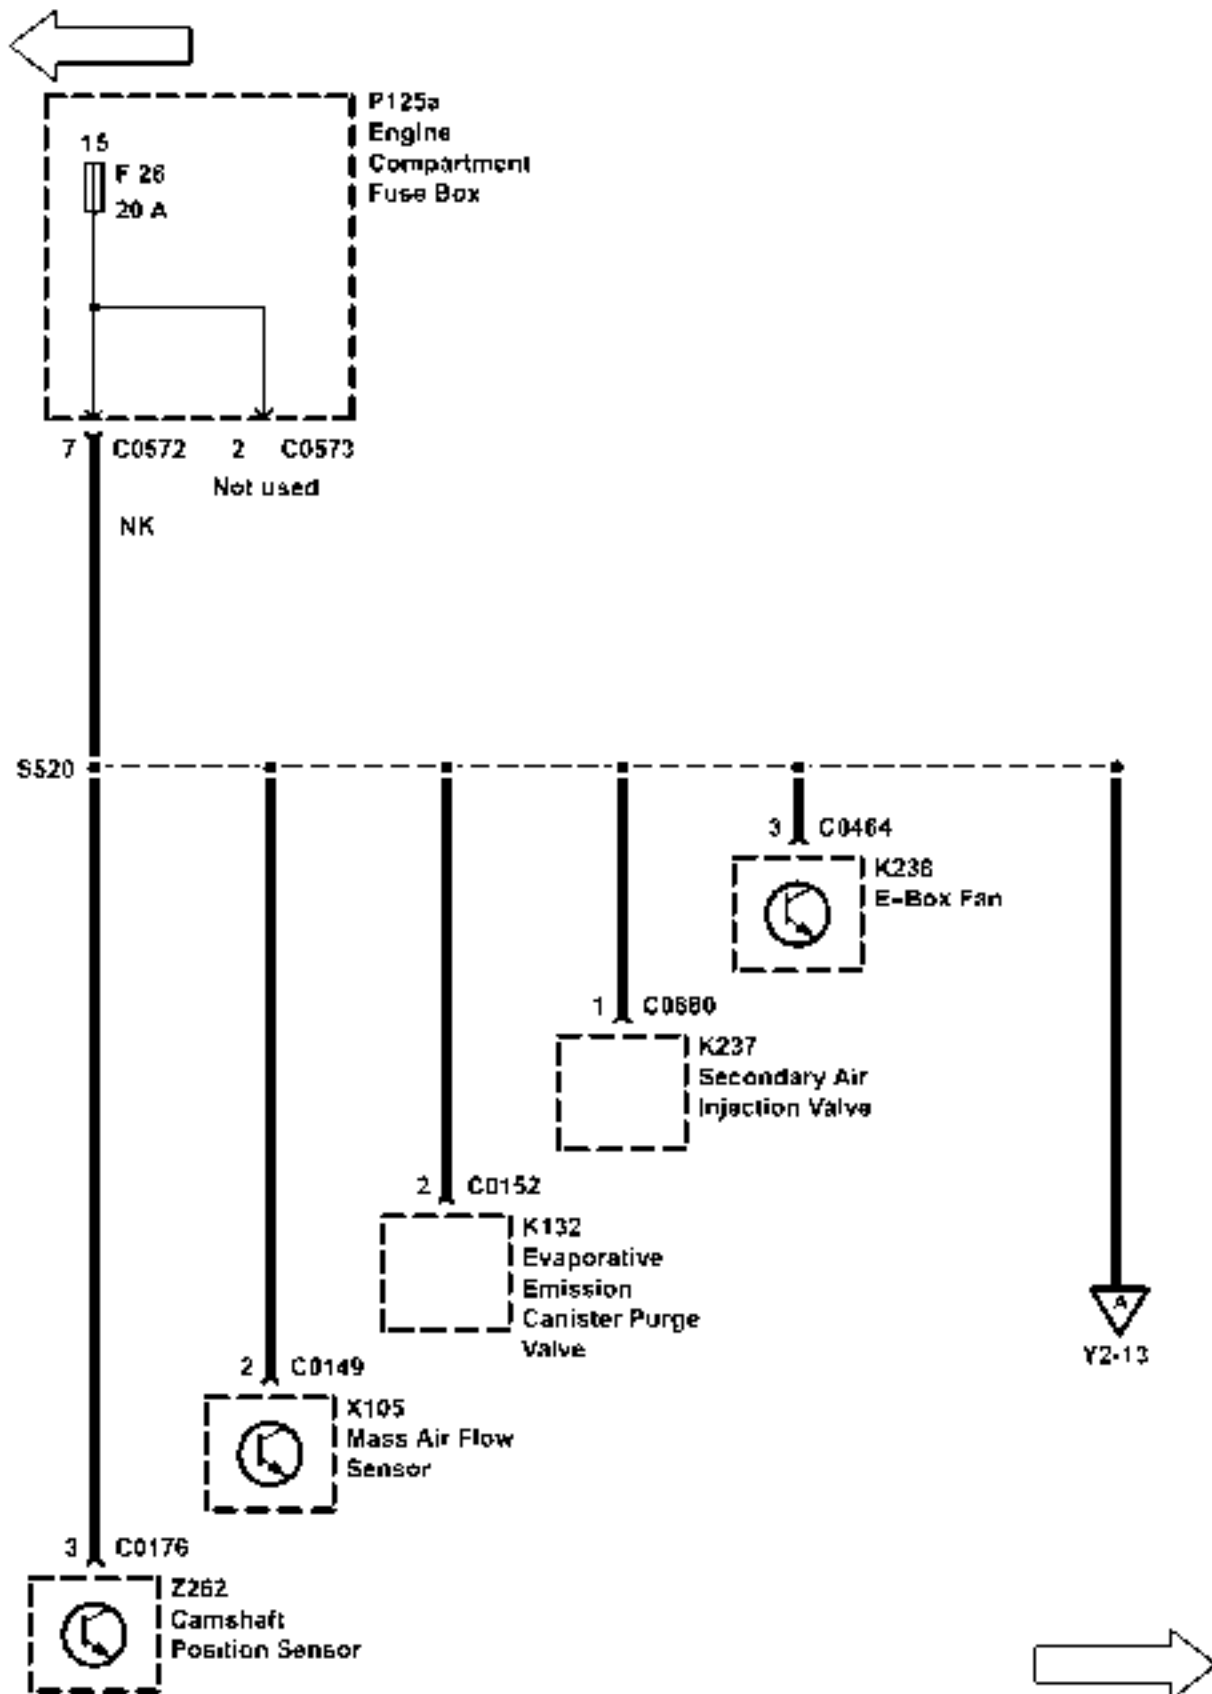 P125a
Engine
Compartment
Fuse Box
15
F 26
20 A
7 C0572 2 C0573
Not used
NK
S520
3 C0464
K238
E-Box Fan
1 C0880
K237
Secondary Air
Injection Valve
2 C0152
K132
Evaporative
Emission
Canister Purge
Valve
A
Y2-13
2 C0149
X105
Mass Air Flow
Sensor
3 C0176
Z262
Camshaft
Position Sensor